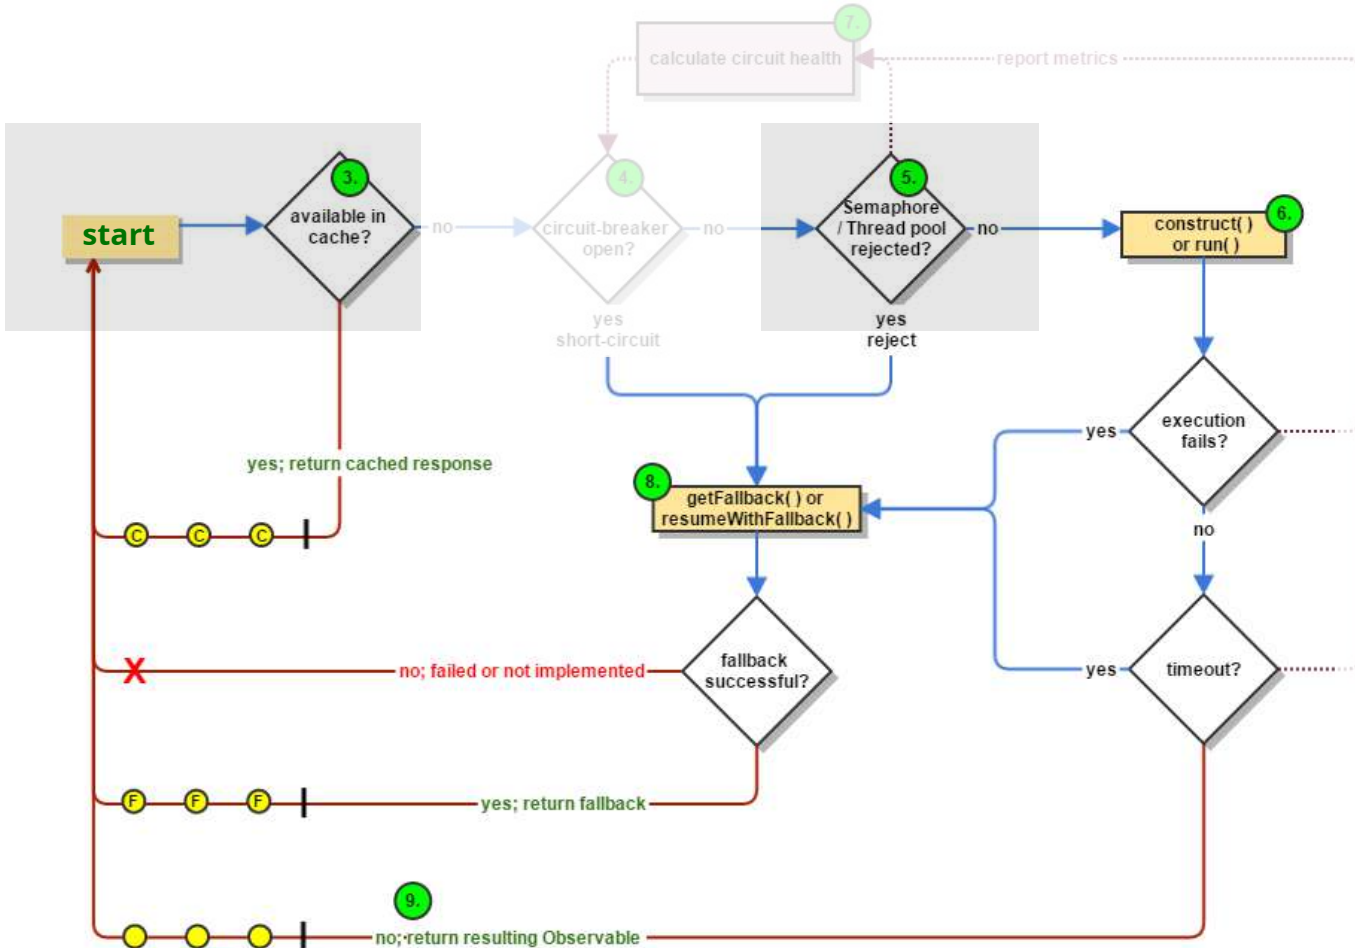 7.
calculate circuit health
report metrics
3.
4.
5.
6.
start
available in
cache?
no
circuit-breaker
open?
no
Semaphore
/ Thread pool
rejected?
no
construct( )
or run( )
yes
short-circuit
yes
reject
execution
fails?
yes
yes; return cached response
8.
getFallback( ) or
resumeWithFallback( )
no
C
C
C
X
no; failed or not implemented
fallback
successful?
yes
timeout?
F
F
F
yes; return fallback
9.
no; return resulting Observable